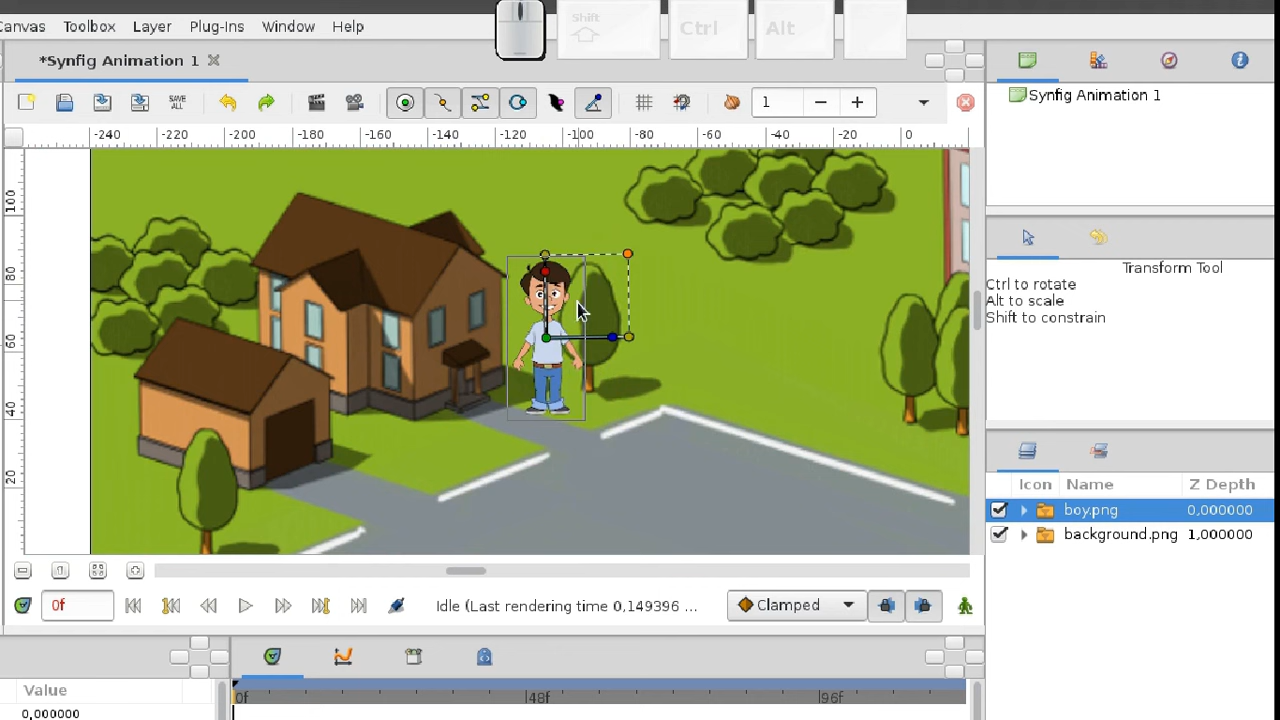 Canvas Toolbox Layer Plug-Ins Window Help
Shift
Ctrl
Alt
*Synfig Animation 1
SAVE ALL
1
-240 -220 -200 -180 -160 -140 -120 -100 -80 -60 -40 -20 0
100
80
60
40
20
Synfig Animation 1
Transform Tool
Ctrl to rotate
Alt to scale
Shift to constrain
Icon Name Z Depth
boy.png 0,000000
background.png 1,000000
0f
Idle (Last rendering time 0,149396 ...
Clamped
Value
0,000000
0f 48f 96f